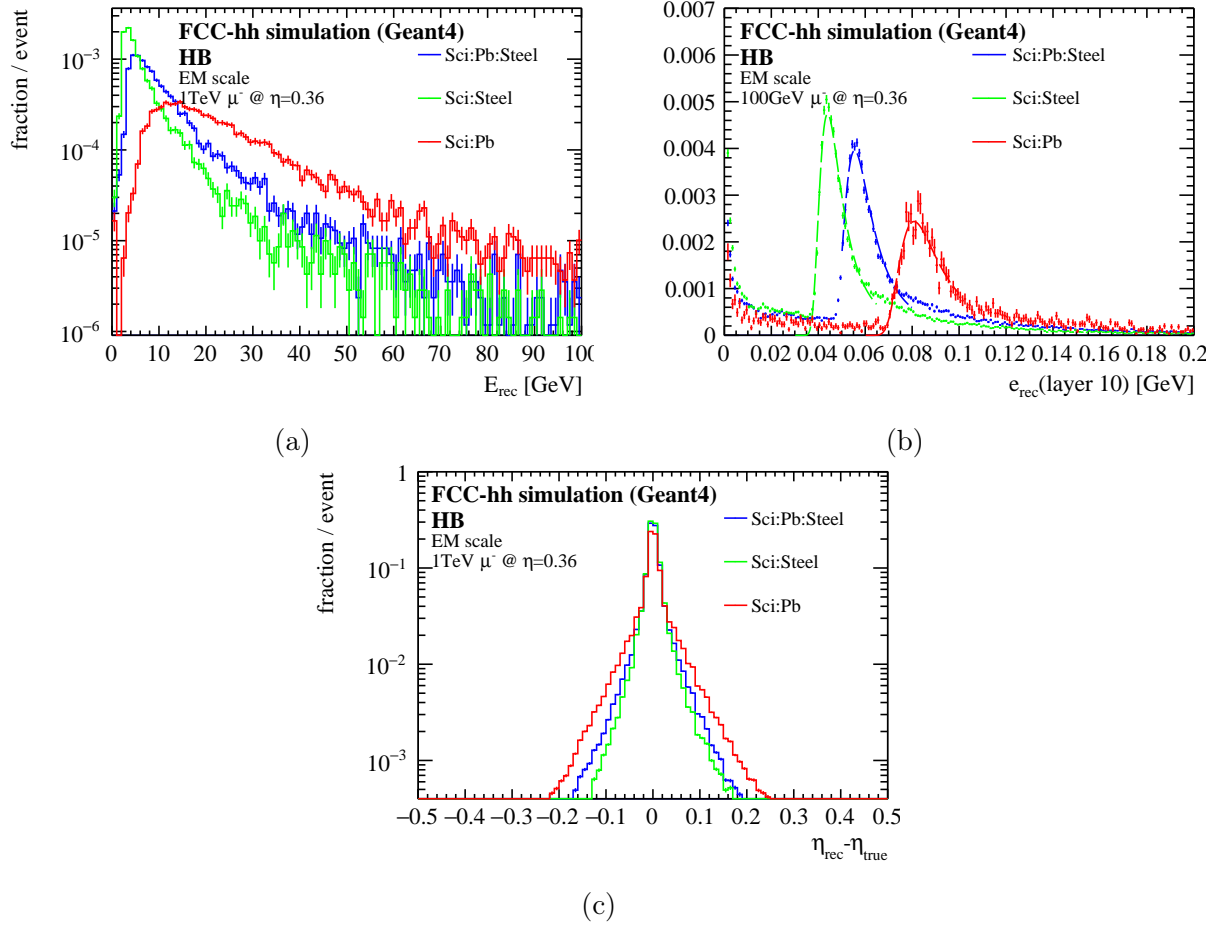 FCC-hh simulation (Geant4)
HB
EM scale
1TeV μ⁻ @ η=0.36
Sci:Pb:Steel
Sci:Steel
Sci:Pb
fraction / event
10⁻³
10⁻⁴
10⁻⁵
10⁻⁶
0 10 20 30 40 50 60 70 80 90 100
E_rec [GeV]
(a)
FCC-hh simulation (Geant4)
HB
EM scale
100GeV μ⁻ @ η=0.36
Sci:Pb:Steel
Sci:Steel
Sci:Pb
0.007
0.006
0.005
0.004
0.003
0.002
0.001
0
0 0.02 0.04 0.06 0.08 0.1 0.12 0.14 0.16 0.18 0.2
e_rec(layer 10) [GeV]
(b)
FCC-hh simulation (Geant4)
HB
EM scale
1TeV μ⁻ @ η=0.36
Sci:Pb:Steel
Sci:Steel
Sci:Pb
fraction / event
1
10⁻¹
10⁻²
10⁻³
−0.5 −0.4 −0.3 −0.2 −0.1 0 0.1 0.2 0.3 0.4 0.5
η_rec-η_true
(c)